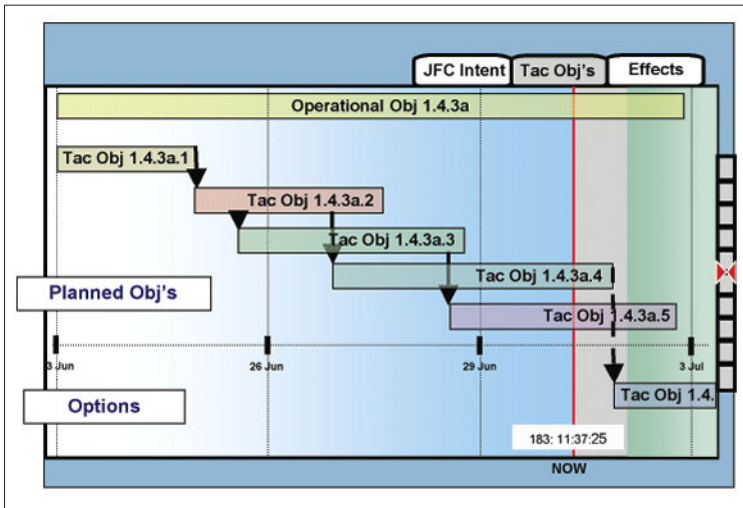 JFC Intent Tac Obj's Effects
Operational Obj 1.4.3a
Tac Obj 1.4.3a.1
Tac Obj 1.4.3a.2
Tac Obj 1.4.3a.3
Tac Obj 1.4.3a.4
Planned Obj's
Tac Obj 1.4.3a.5
3 Jun 26 Jun 29 Jun 3 Jul
Tac Obj 1.4.
Options
183: 11:37:25
NOW